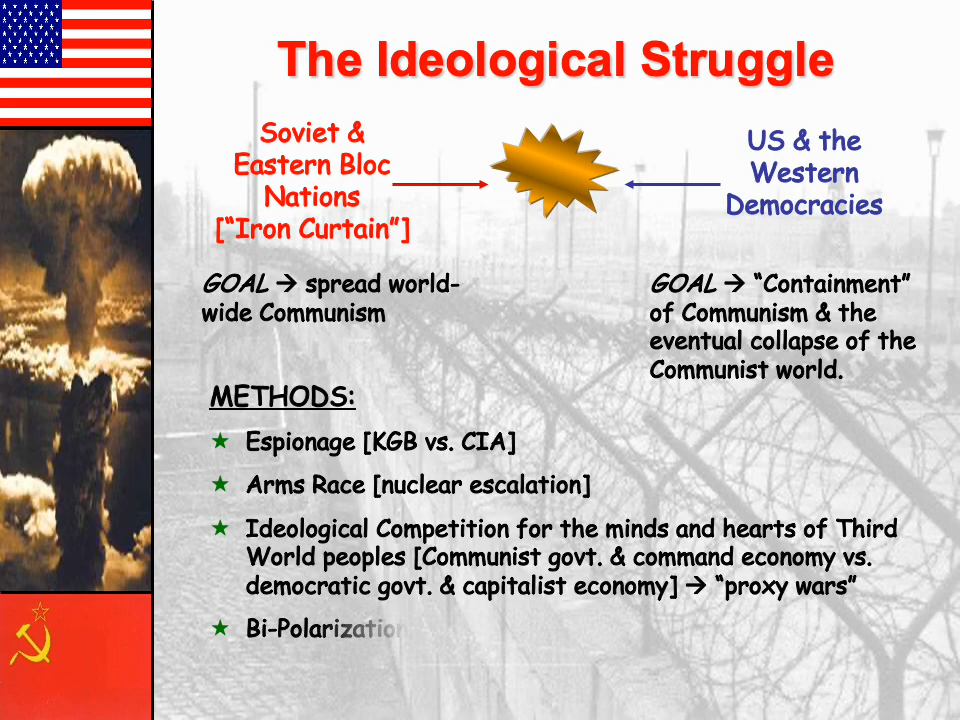 The Ideological Struggle
Soviet &
Eastern Bloc
Nations
[“Iron Curtain”]
US & the
Western
Democracies
GOAL → spread world-
wide Communism
GOAL → “Containment”
of Communism & the
eventual collapse of the
Communist world.
METHODS:
★ Espionage [KGB vs. CIA]
★ Arms Race [nuclear escalation]
★ Ideological Competition for the minds and hearts of Third
World peoples [Communist govt. & command economy vs.
democratic govt. & capitalist economy] → “proxy wars”
★ Bi-Polarization